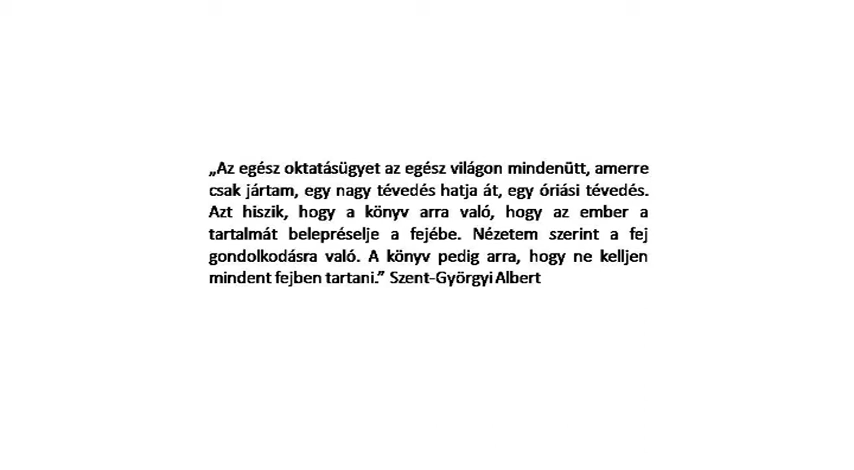 „Az egész oktatásügyet az egész világon mindenütt, amerre
csak jártam, egy nagy tévedés hatja át, egy óriási tévedés.
Azt hiszik, hogy a könyv arra való, hogy az ember a
tartalmát belepréselje a fejébe. Nézetem szerint a fej
gondolkodásra való. A könyv pedig arra, hogy ne kelljen
mindent fejben tartani.” Szent-Györgyi Albert